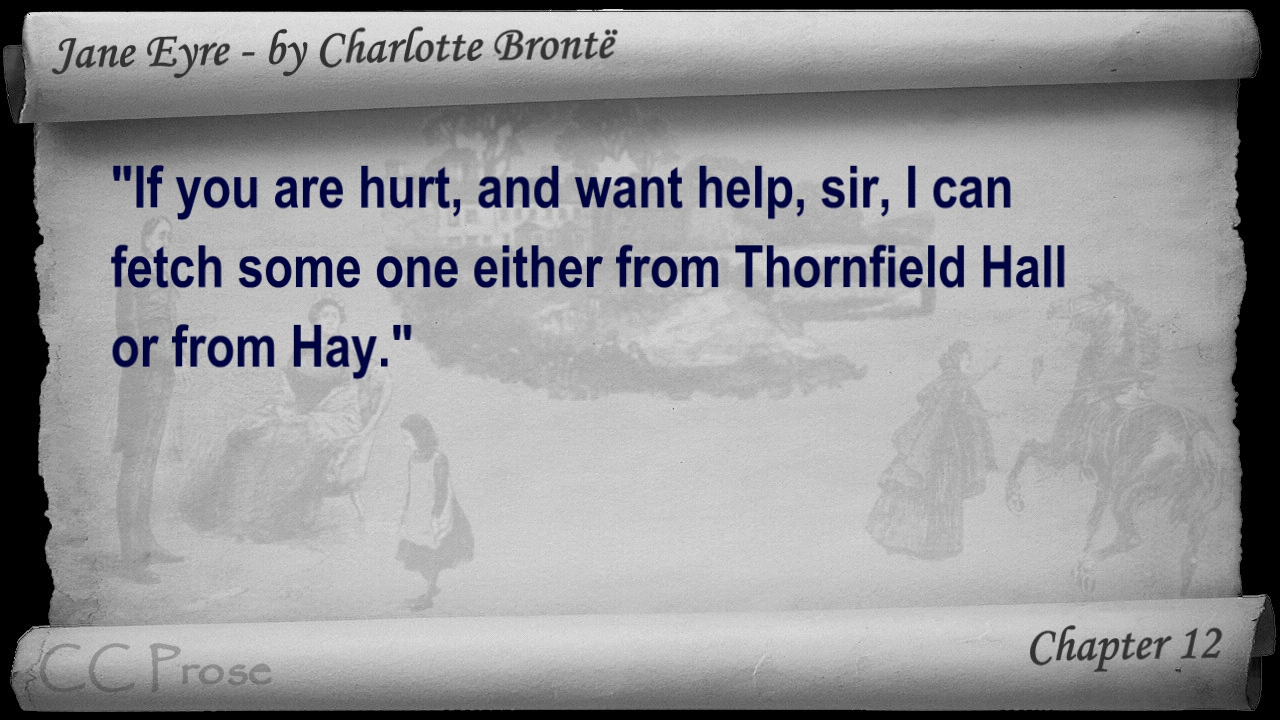 Jane Eyre - by Charlotte Brontë
"If you are hurt, and want help, sir, I can
fetch some one either from Thornfield Hall
or from Hay."
Chapter 12
CC Prose